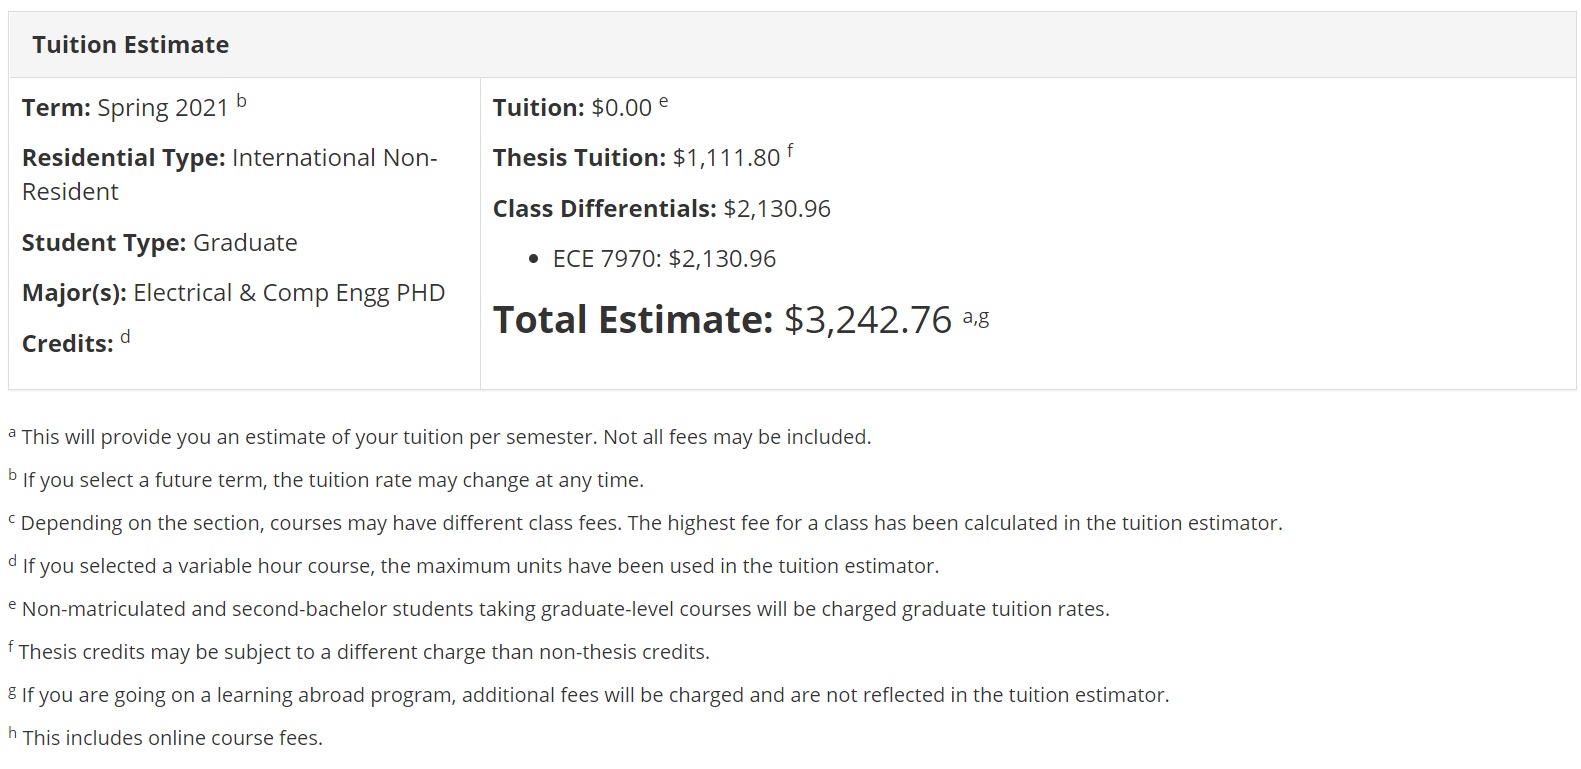 Tuition Estimate
Term: Spring 2021 b
Residential Type: International Non-
Resident
Student Type: Graduate
Major(s): Electrical & Comp Engg PHD
Credits: d
Tuition: $0.00 e
Thesis Tuition: $1,111.80 f
Class Differentials: $2,130.96
• ECE 7970: $2,130.96
Total Estimate: $3,242.76 a,g
a This will provide you an estimate of your tuition per semester. Not all fees may be included.
b If you select a future term, the tuition rate may change at any time.
c Depending on the section, courses may have different class fees. The highest fee for a class has been calculated in the tuition estimator.
d If you selected a variable hour course, the maximum units have been used in the tuition estimator.
e Non-matriculated and second-bachelor students taking graduate-level courses will be charged graduate tuition rates.
f Thesis credits may be subject to a different charge than non-thesis credits.
g If you are going on a learning abroad program, additional fees will be charged and are not reflected in the tuition estimator.
h This includes online course fees.